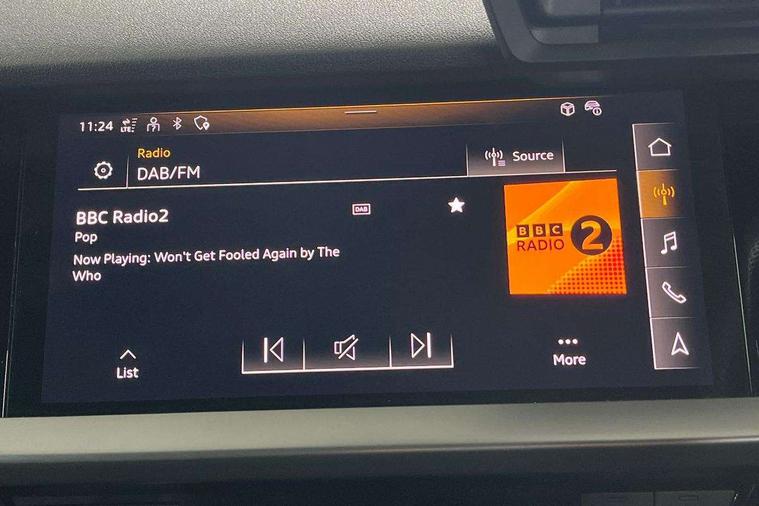 11:24 LTE
Radio
DAB/FM
Source
BBC Radio2
DAB
Pop
Now Playing: Won't Get Fooled Again by The
Who
BBC
RADIO 2
List
More